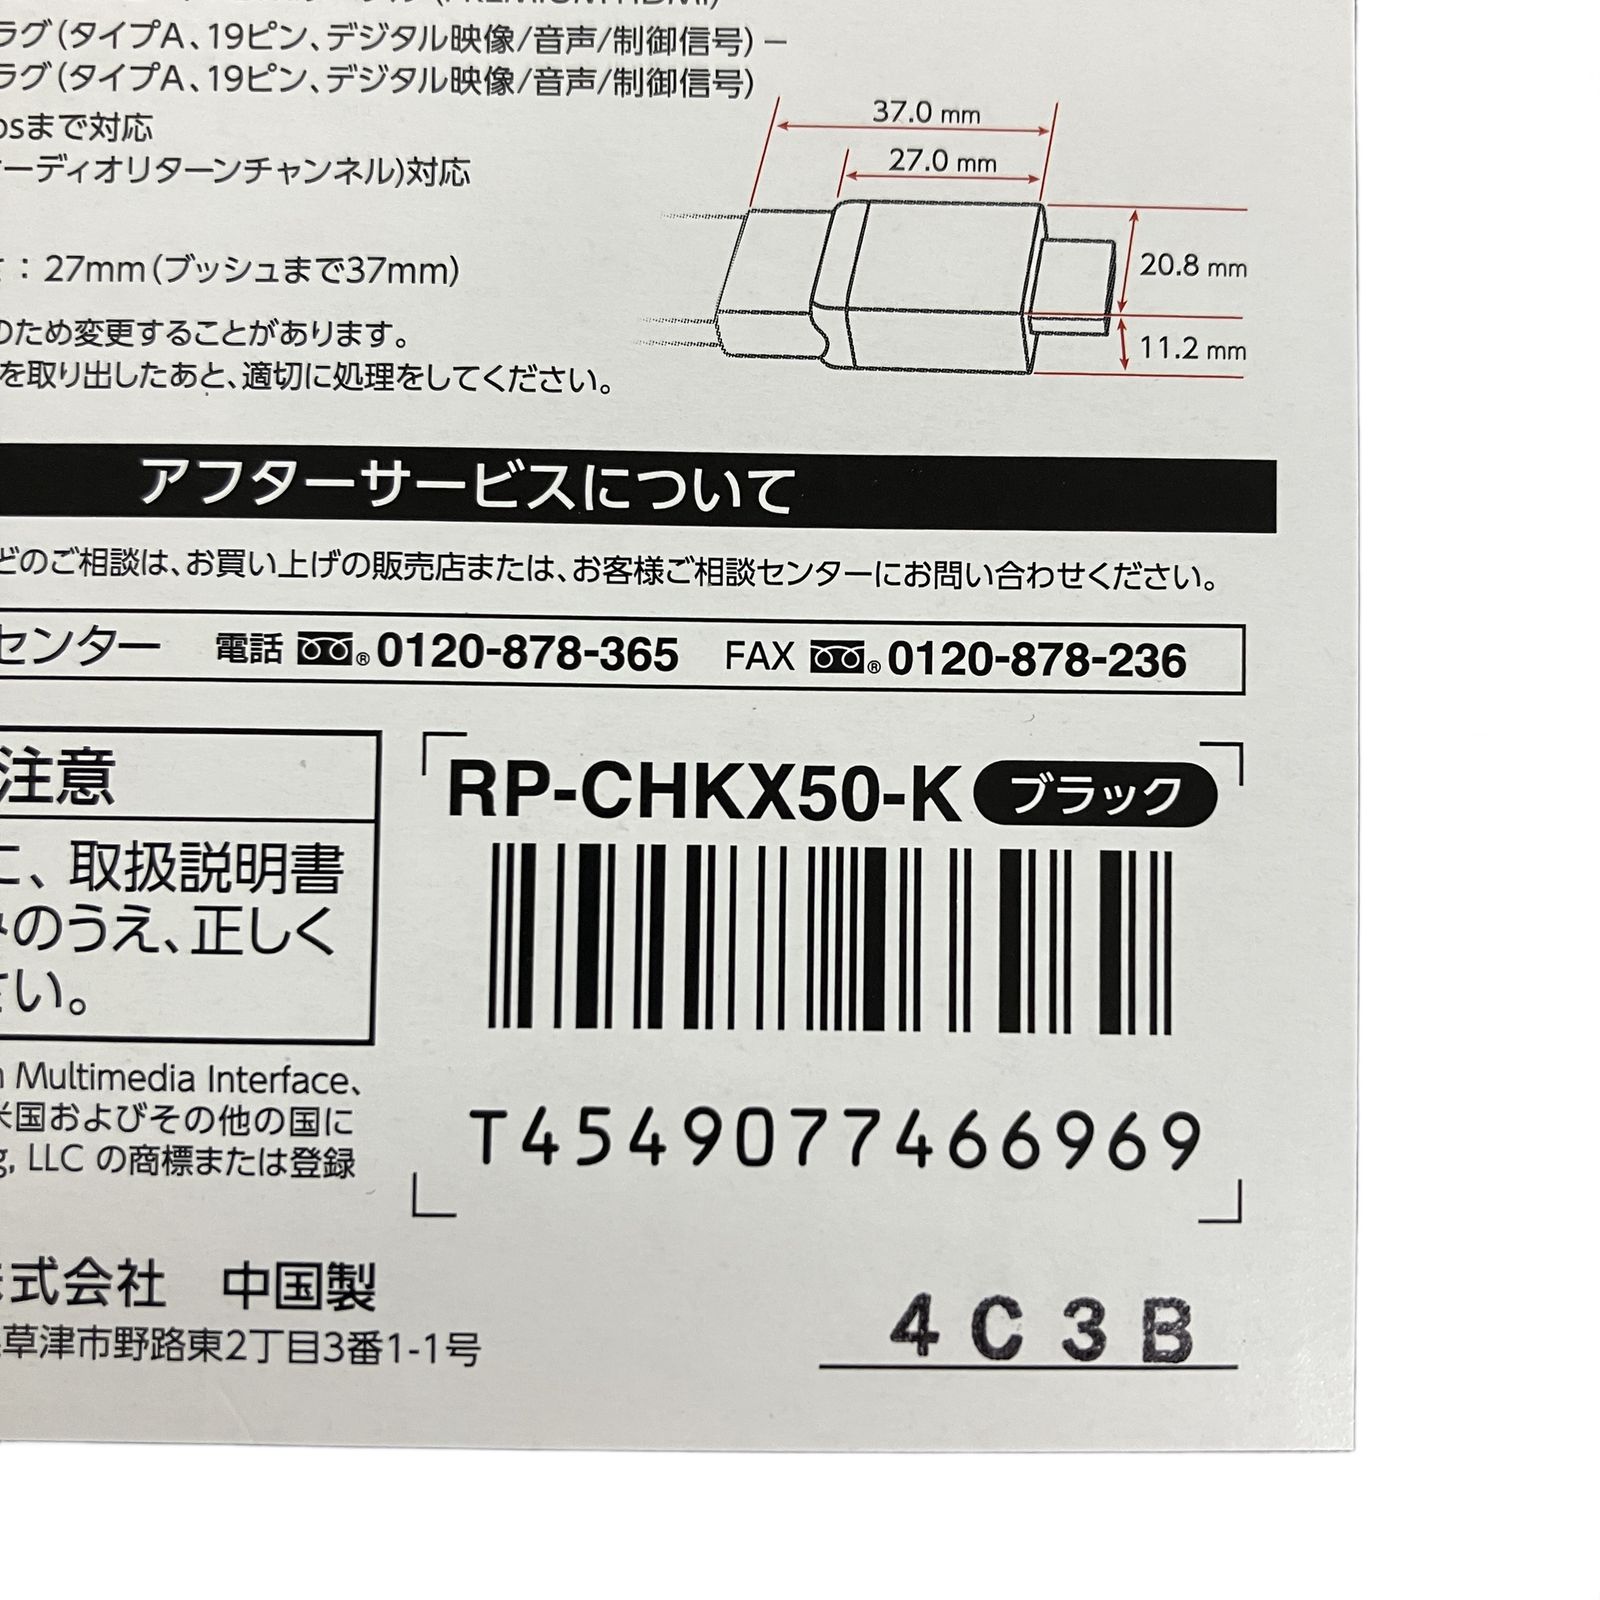 ラグ(タイプA、19ピン、デジタル映像/音声/制御信号)ー
ラグ(タイプA、19ピン、デジタル映像/音声/制御信号)
psまで対応
ーディオリターンチャンネル)対応
37.0 mm
27.0 mm
20.8 mm
11.2 mm
：27mm(ブッシュまで37mm)
のため変更することがあります。
を取り出したあと、適切に処理をしてください。
アフターサービスについて
どのご相談は、お買い上げの販売店または、お客様ご相談センターにお問い合わせください。
センター 電話 ® 0120-878-365 FAX ® 0120-878-236
注意
に、取扱説明書
みのうえ、正しく
さい。
RP-CHKX50-K ブラック
T4549077466969
Multimedia Interface、
米国およびその他の国に
g, LLC の商標または登録
株式会社 中国製
草津市野路東2丁目3番1-1号
4C3B